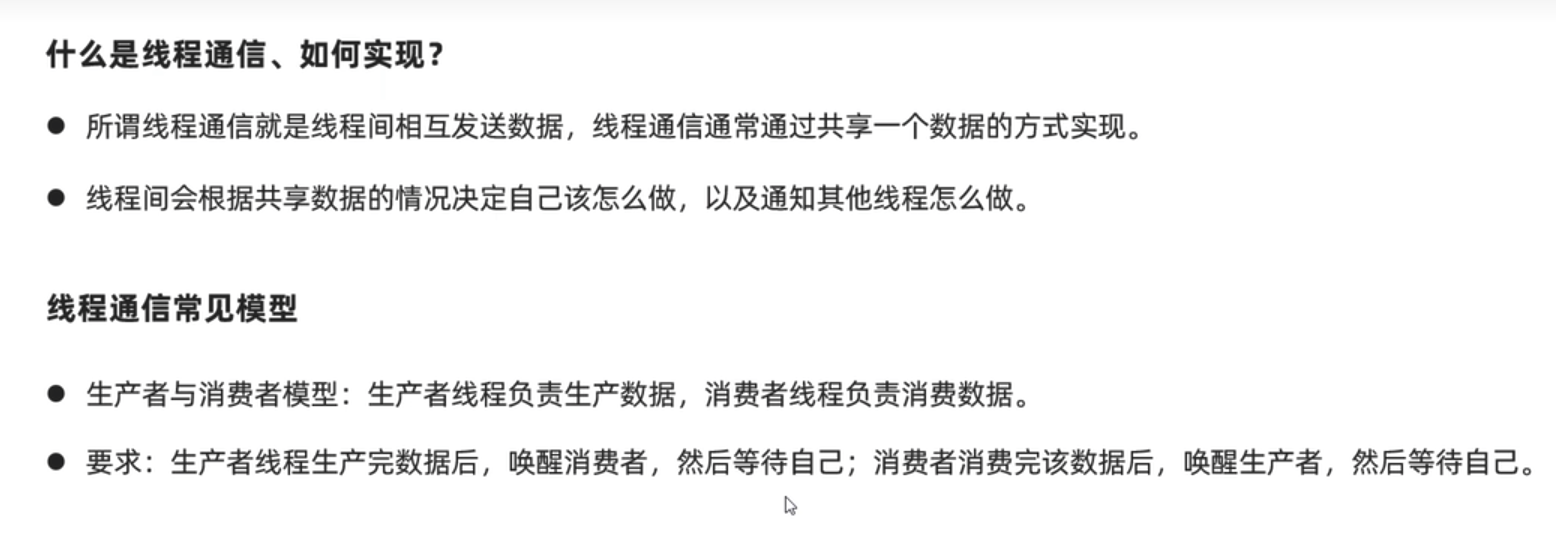 什么是线程通信、如何实现?
● 所谓线程通信就是线程间相互发送数据，线程通信通常通过共享一个数据的方式实现。
● 线程间会根据共享数据的情况决定自己该怎么做，以及通知其他线程怎么做。
线程通信常见模型
● 生产者与消费者模型：生产者线程负责生产数据，消费者线程负责消费数据。
● 要求：生产者线程生产完数据后，唤醒消费者，然后等待自己；消费者消费完该数据后，唤醒生产者，然后等待自己。